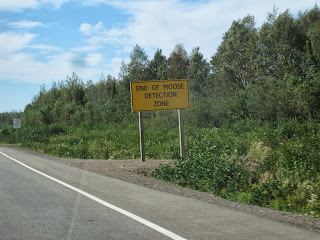 END OF MOOSE
DETECTION
ZONE